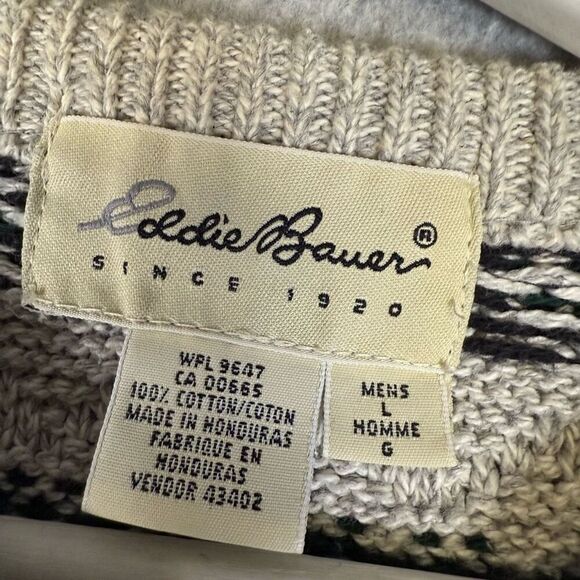 Eddie Bauer ®
SINCE 1920
WPL 9647
CA 00665
100% COTTON/COTON
MADE IN HONDURAS
FABRIQUE EN
HONDURAS
VENDOR 43402
MENS
L
HOMME
G